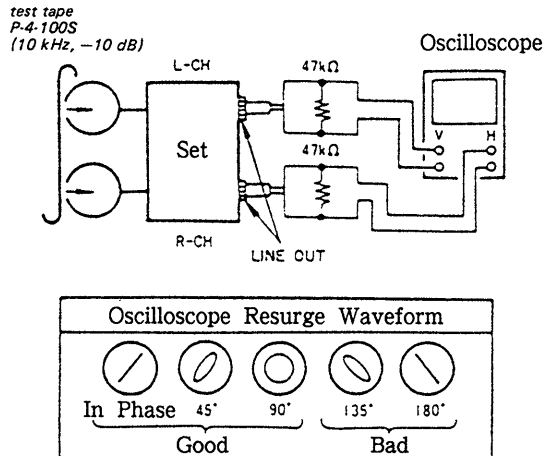 test tape
P-4-100S
(10 kHz, −10 dB)
Oscilloscope
L-CH
47kΩ
V H
Set
47kΩ
R-CH
LINE OUT
Oscilloscope Resurge Waveform
In Phase 45° 90° 135° 180°
Good Bad